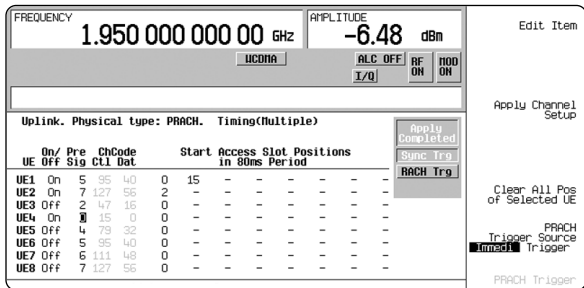 FREQUENCY
1.950 000 000 00 GHz
AMPLITUDE
-6.48 dBm
WCDMA
ALC OFF
I/Q
RF ON
MOD ON
Edit Item
Apply Channel
Setup
Uplink. Physical type: PRACH. Timing(Multiple)
Apply
Completed
Sync Trg
RACH Trg
On/ Pre ChCode Start Access Slot Positions
UE Off Sig Ctl Dat in 80ms Period
UE1 On 5 95 40 0 15 - - - - - -
UE2 On 7 127 56 2 - - - - - - -
UE3 Off 2 47 16 0 - - - - - - -
UE4 On 0 15 0 0 - - - - - - -
UE5 Off 4 79 32 0 - - - - - - -
UE6 Off 5 95 40 0 - - - - - - -
UE7 Off 6 111 48 0 - - - - - - -
UE8 Off 7 127 56 0 - - - - - - -
Clear All Pos
of Selected UE
PRACH
Trigger Source
Immedi Trigger
PRACH Trigger